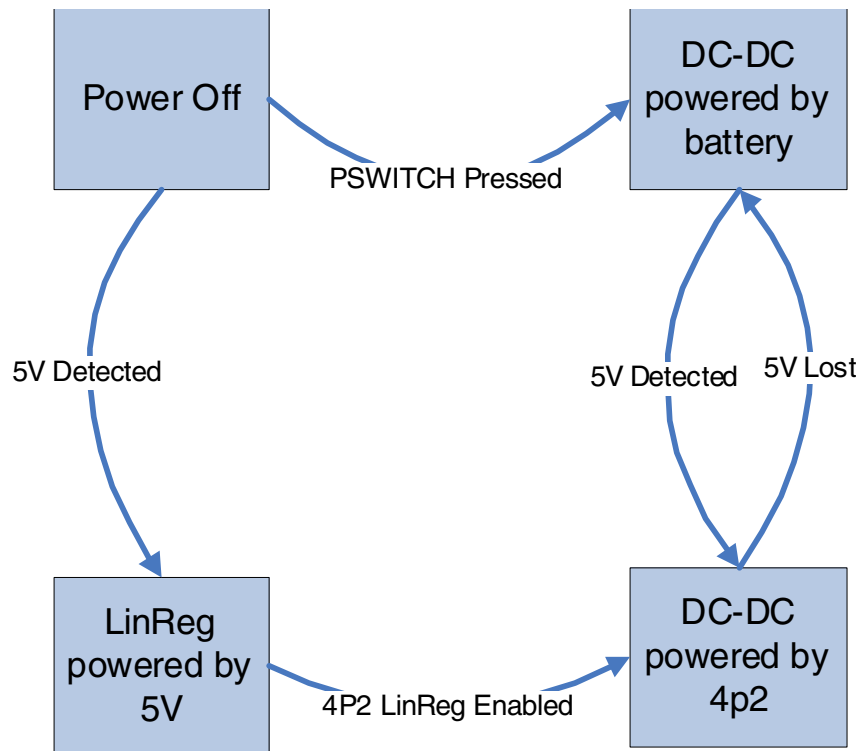 Power Off
DC-DC
powered by
battery
PSWITCH Pressed
5V Detected
5V Detected
5V Lost
LinReg
powered by
5V
4P2 LinReg Enabled
DC-DC
powered by
4p2